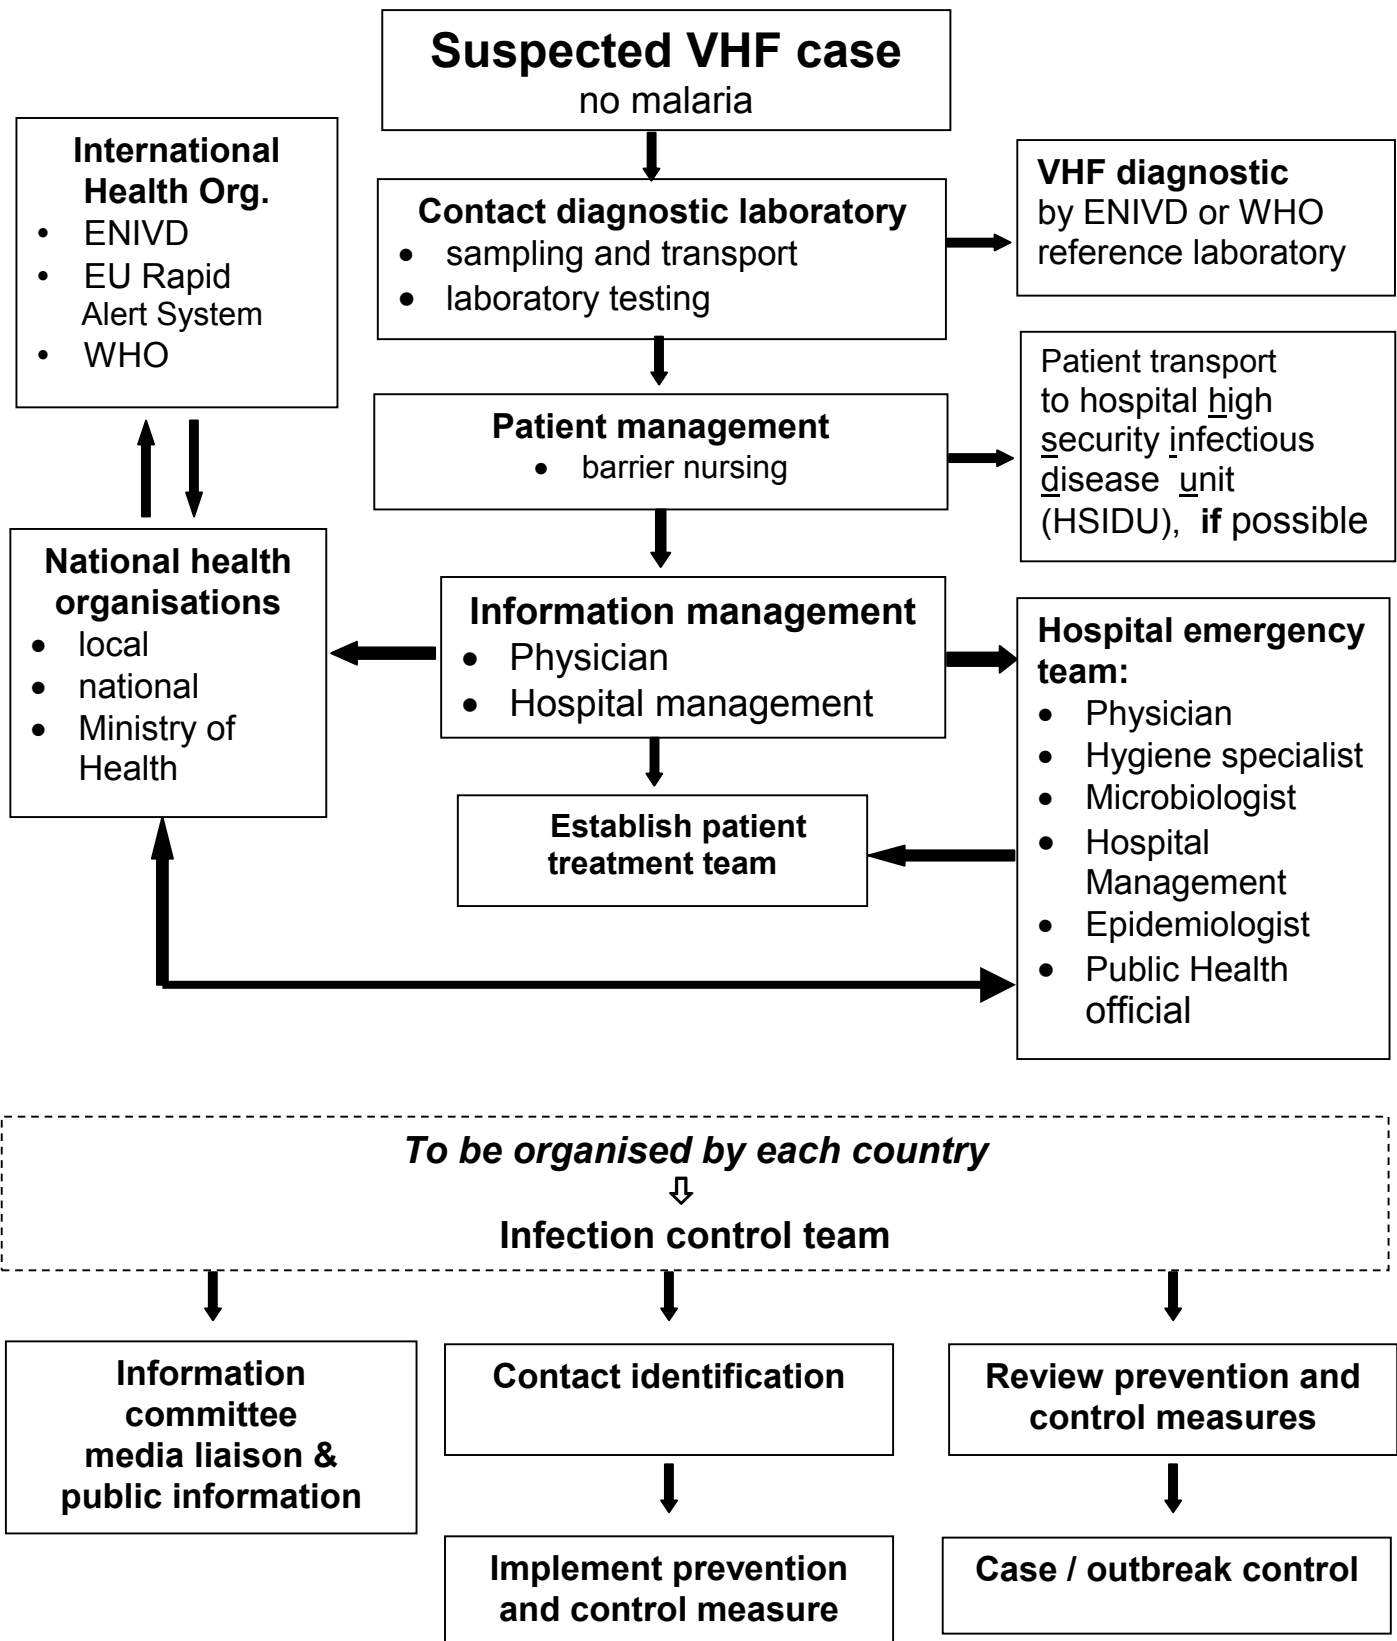 Suspected VHF case
no malaria
International
Health Org.
• ENIVD
• EU Rapid
Alert System
• WHO
Contact diagnostic laboratory
• sampling and transport
• laboratory testing
VHF diagnostic
by ENIVD or WHO
reference laboratory
Patient management
• barrier nursing
Patient transport
to hospital high
security infectious
disease unit
(HSIDU), if possible
National health
organisations
• local
• national
• Ministry of
Health
Information management
• Physician
• Hospital management
Hospital emergency
team:
• Physician
• Hygiene specialist
• Microbiologist
• Hospital
Management
• Epidemiologist
• Public Health
official
Establish patient
treatment team
To be organised by each country
Infection control team
Information
committee
media liaison &
public information
Contact identification
Review prevention and
control measures
Implement prevention
and control measure
Case / outbreak control